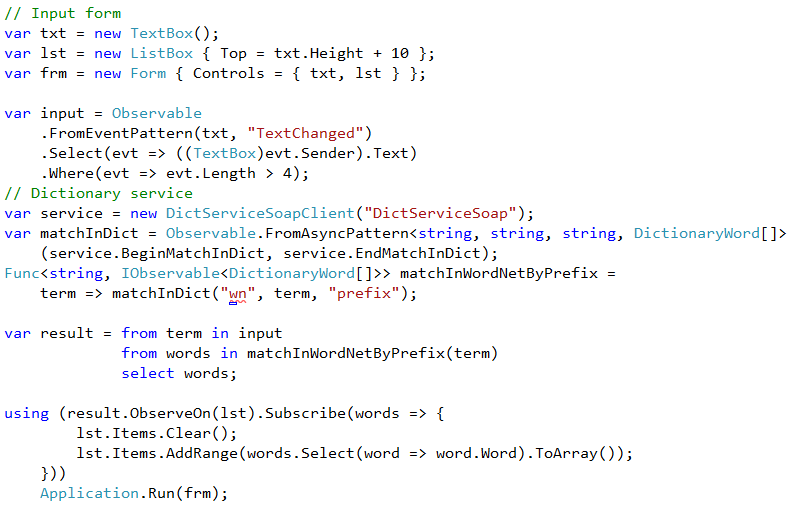 // Input form
var txt = new TextBox();
var lst = new ListBox { Top = txt.Height + 10 };
var frm = new Form { Controls = { txt, lst } };

var input = Observable
    .FromEventPattern(txt, "TextChanged")
    .Select(evt => ((TextBox)evt.Sender).Text)
    .Where(evt => evt.Length > 4);
// Dictionary service
var service = new DictServiceSoapClient("DictServiceSoap");
var matchInDict = Observable.FromAsyncPattern<string, string, string, DictionaryWord[]>
    (service.BeginMatchInDict, service.EndMatchInDict);
Func<string, IObservable<DictionaryWord[]>> matchInWordNetByPrefix =
    term => matchInDict("wn", term, "prefix");

var result = from term in input
             from words in matchInWordNetByPrefix(term)
             select words;

using (result.ObserveOn(lst).Subscribe(words => {
        lst.Items.Clear();
        lst.Items.AddRange(words.Select(word => word.Word).ToArray());
    }))
    Application.Run(frm);